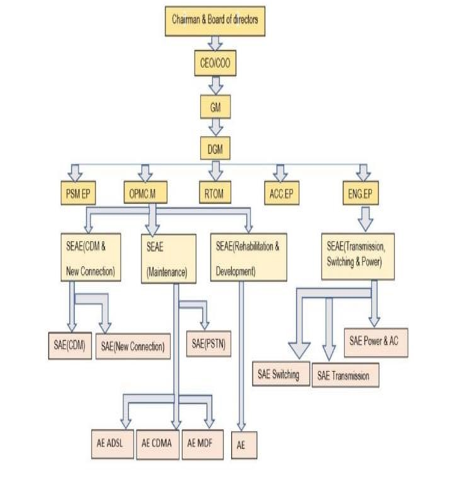 Chairman & Board of directors
CEO/COO
GM
DGM
PSM EP
OPMC.M
RTOM
ACC.EP
ENG.EP
SEAE(CDM &
New Connection)
SEAE
(Maintenance)
SEAE(Rehabilitation &
Development)
SEAE(Transmission,
Switching & Power)
SAE(CDM)
SAE(New Connection)
SAE(PSTN)
SAE Power & AC
SAE Switching
SAE Transmission
AE ADSL
AE CDMA
AE MDF
AE